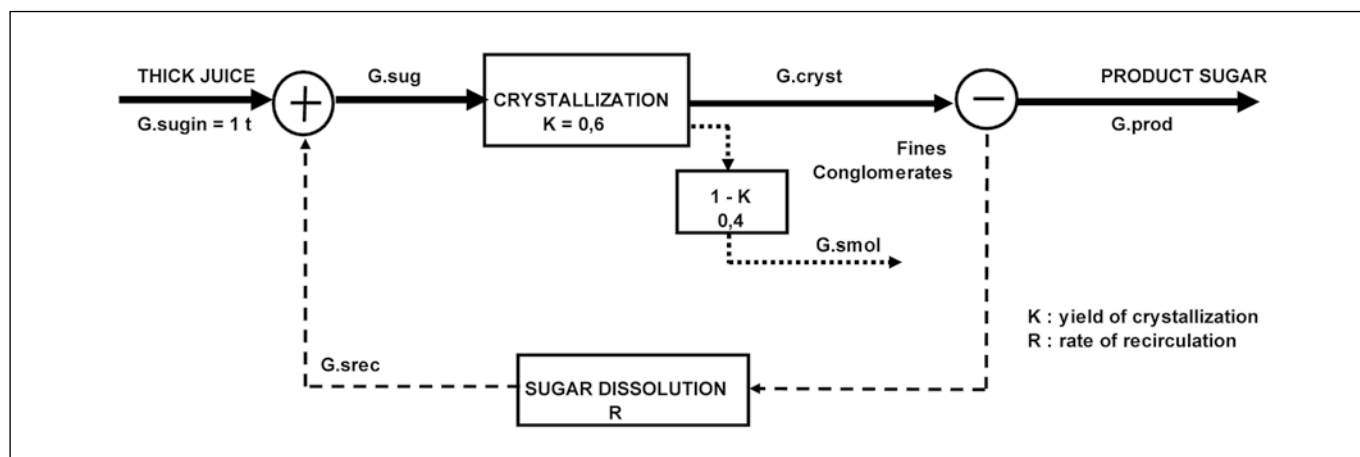 THICK JUICE
G.sugin = 1 t
+
G.sug
CRYSTALLIZATION
K = 0,6
G.cryst
−
PRODUCT SUGAR
G.prod
Fines
Conglomerates
1 - K
0,4
G.smol
K : yield of crystallization
R : rate of recirculation
G.srec
SUGAR DISSOLUTION
R